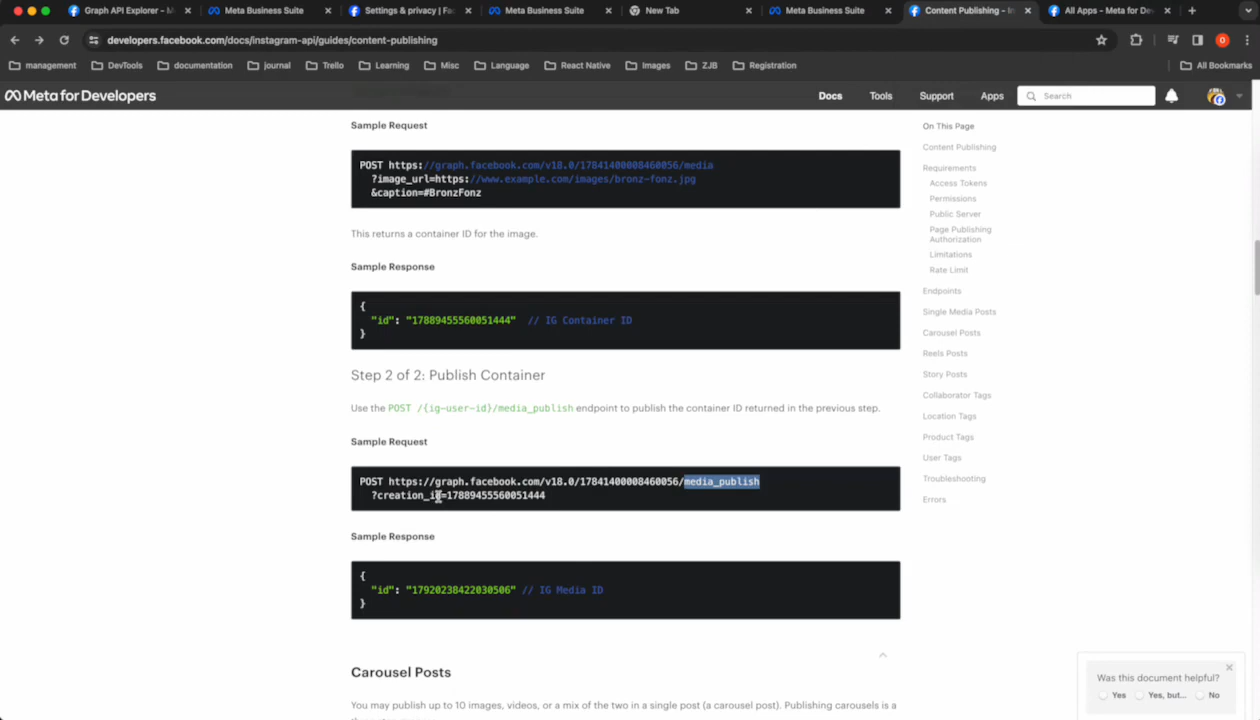 Graph API Explorer - M
Meta Business Suite
Settings & privacy | Fac
Meta Business Suite
New Tab
Meta Business Suite
Content Publishing - In
All Apps - Meta for Dev
developers.facebook.com/docs/instagram-api/guides/content-publishing
management
DevTools
documentation
journal
Trello
Learning
Misc
Language
React Native
Images
ZJB
Registration
All Bookmarks
Meta for Developers
Docs
Tools
Support
Apps
Search
Sample Request
POST https://graph.facebook.com/v18.0/17841400008460056/media
?image_url=https://www.example.com/images/bronz-fonz.jpg
&caption=#BronzFonz
This returns a container ID for the image.
Sample Response
{
"id": "17889455560051444" // IG Container ID
}
Step 2 of 2: Publish Container
Use the POST /{ig-user-id}/media_publish endpoint to publish the container ID returned in the previous step.
Sample Request
POST https://graph.facebook.com/v18.0/17841400008460056/media_publish
?creation_id=17889455560051444
Sample Response
{
"id": "17920238422030506" // IG Media ID
}
Carousel Posts
You may publish up to 10 images, videos, or a mix of the two in a single post (a carousel post). Publishing carousels is a
On This Page
Content Publishing
Requirements
Access Tokens
Permissions
Public Server
Page Publishing
Authorization
Limitations
Rate Limit
Endpoints
Single Media Posts
Carousel Posts
Reels Posts
Story Posts
Collaborator Tags
Location Tags
Product Tags
User Tags
Troubleshooting
Errors
Was this document helpful?
Yes
Yes, but...
No